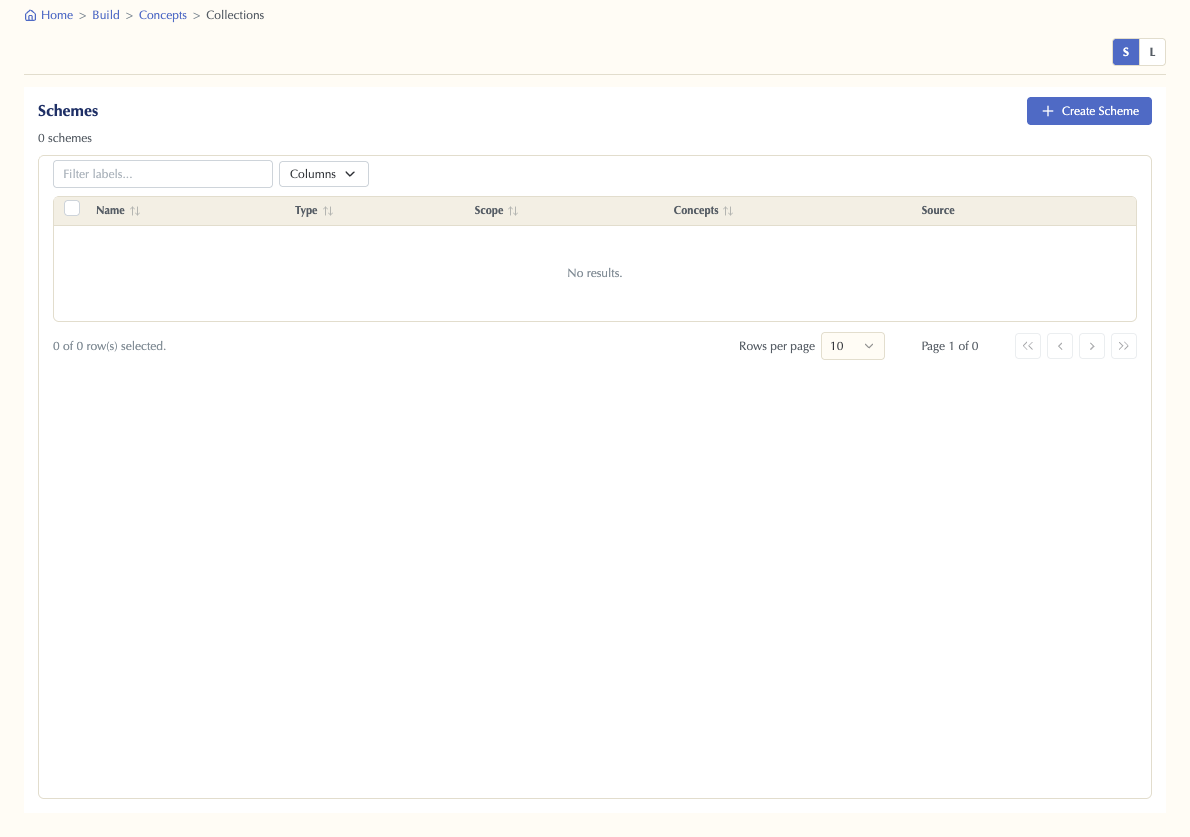 Home > Build > Concepts > Collections
S L
Schemes
+ Create Scheme
0 schemes
Filter labels... Columns
Name Type Scope Concepts Source
No results.
0 of 0 row(s) selected. Rows per page 10 Page 1 of 0